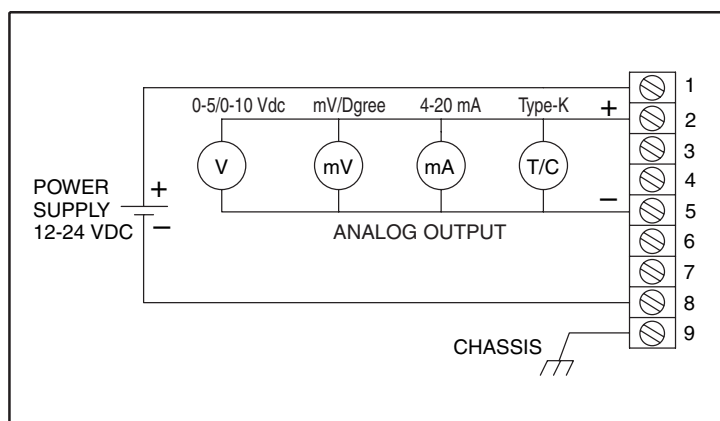 0-5/0-10 Vdc mV/Dgree 4-20 mA Type-K + 1
2
3
V mV mA T/C 4
POWER +
SUPPLY
12-24 VDC −
− 5
ANALOG OUTPUT 6
7
8
CHASSIS 9